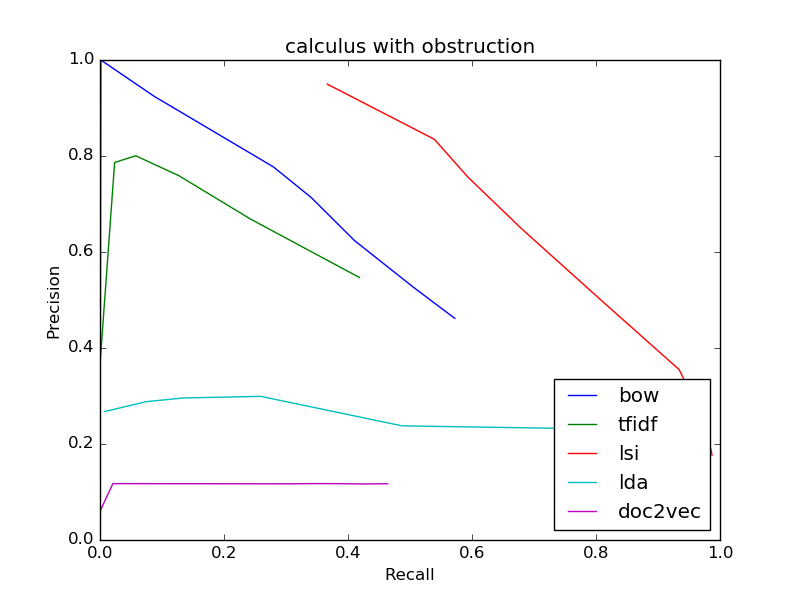 calculus with obstruction
1.0
0.8
0.6
0.4
0.2
0.0
Precision
bow
tfidf
lsi
lda
doc2vec
0.0 0.2 0.4 0.6 0.8 1.0
Recall